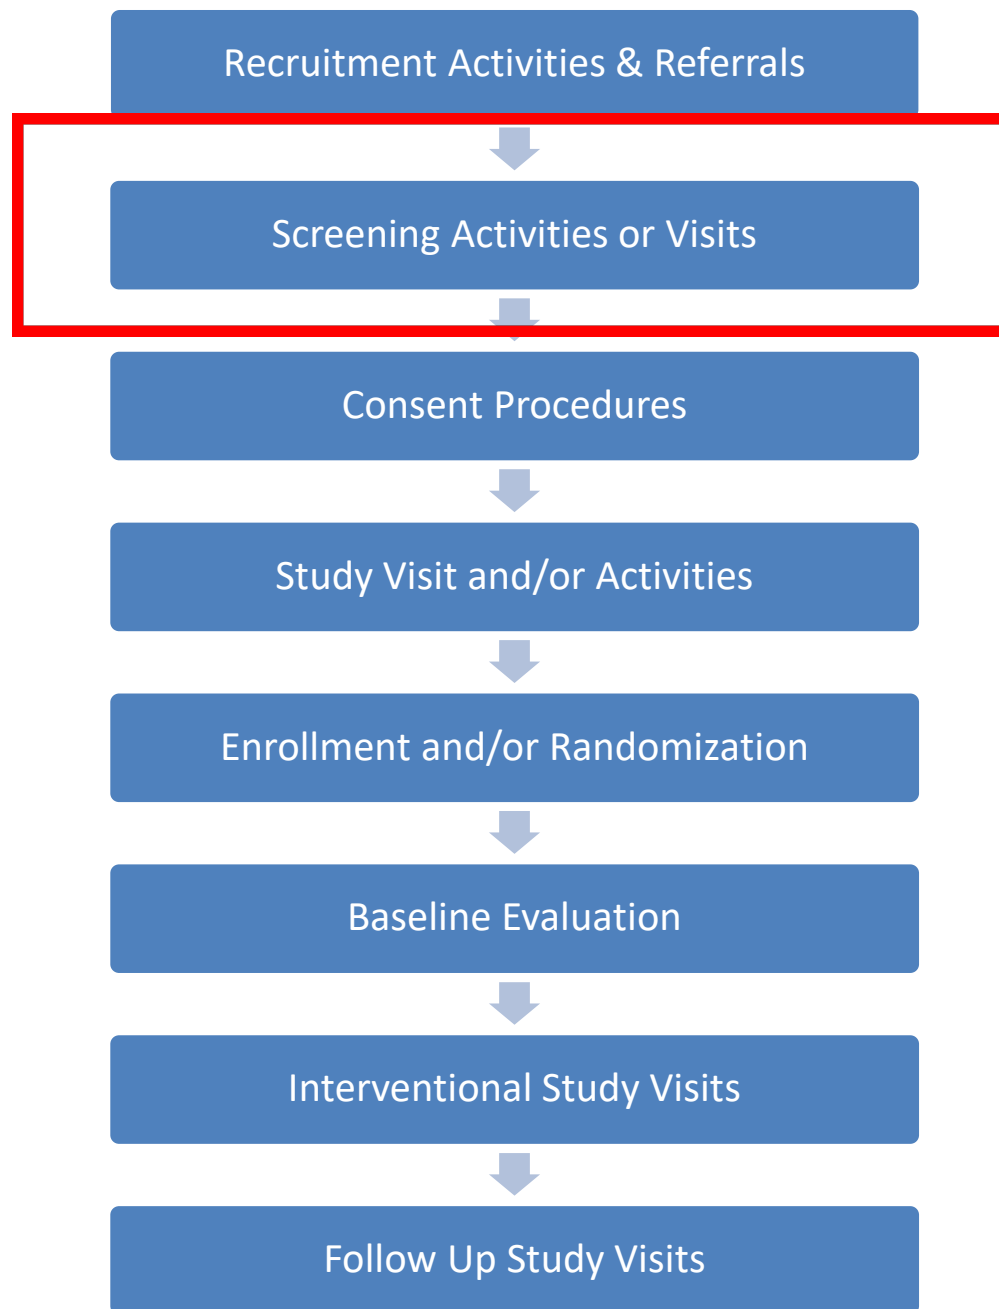 Recruitment Activities & Referrals
Screening Activities or Visits
Consent Procedures
Study Visit and/or Activities
Enrollment and/or Randomization
Baseline Evaluation
Interventional Study Visits
Follow Up Study Visits